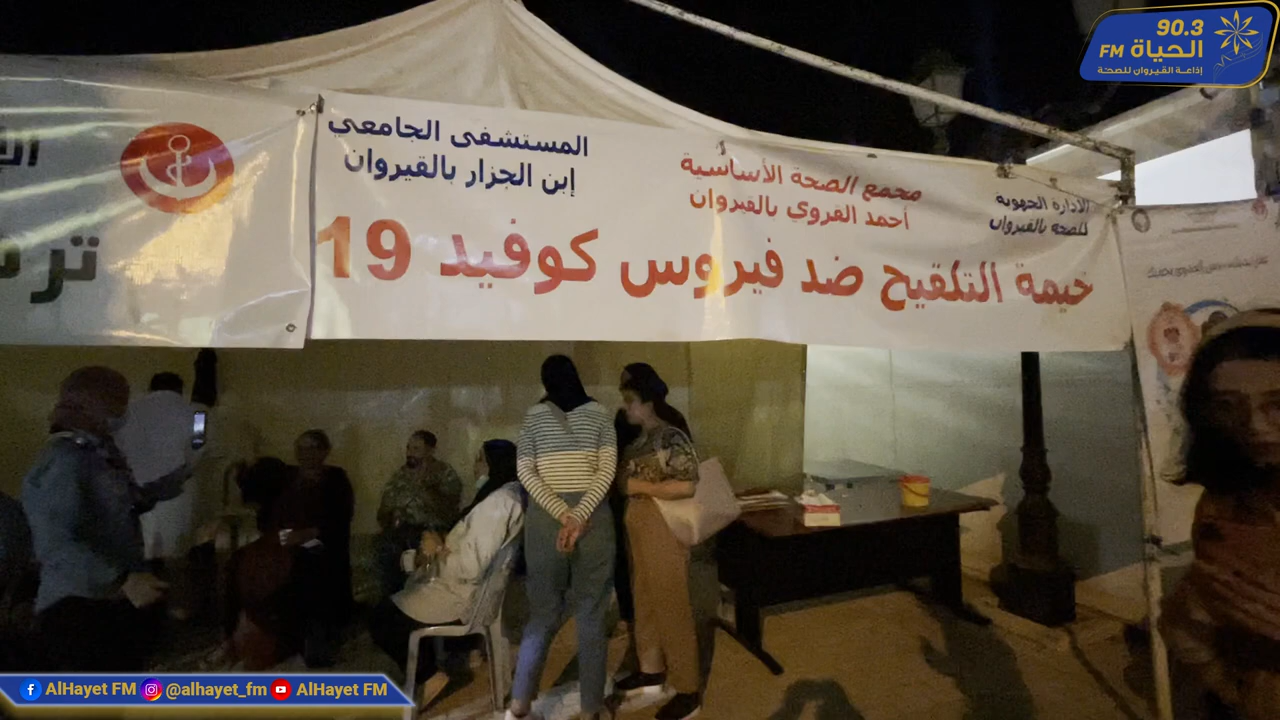 90.3
الحياة FM
إذاعة القيروان للصحة
الادارة الجهوية
للصحة بالقيروان
مجمع الصحة الأساسية
أحمد القروي بالقيروان
المستشفى الجامعي
إبن الجزار بالقيروان
خيمة التلقيح ضد فيروس كوفيد 19
AlHayet FM @alhayet_fm AlHayet FM